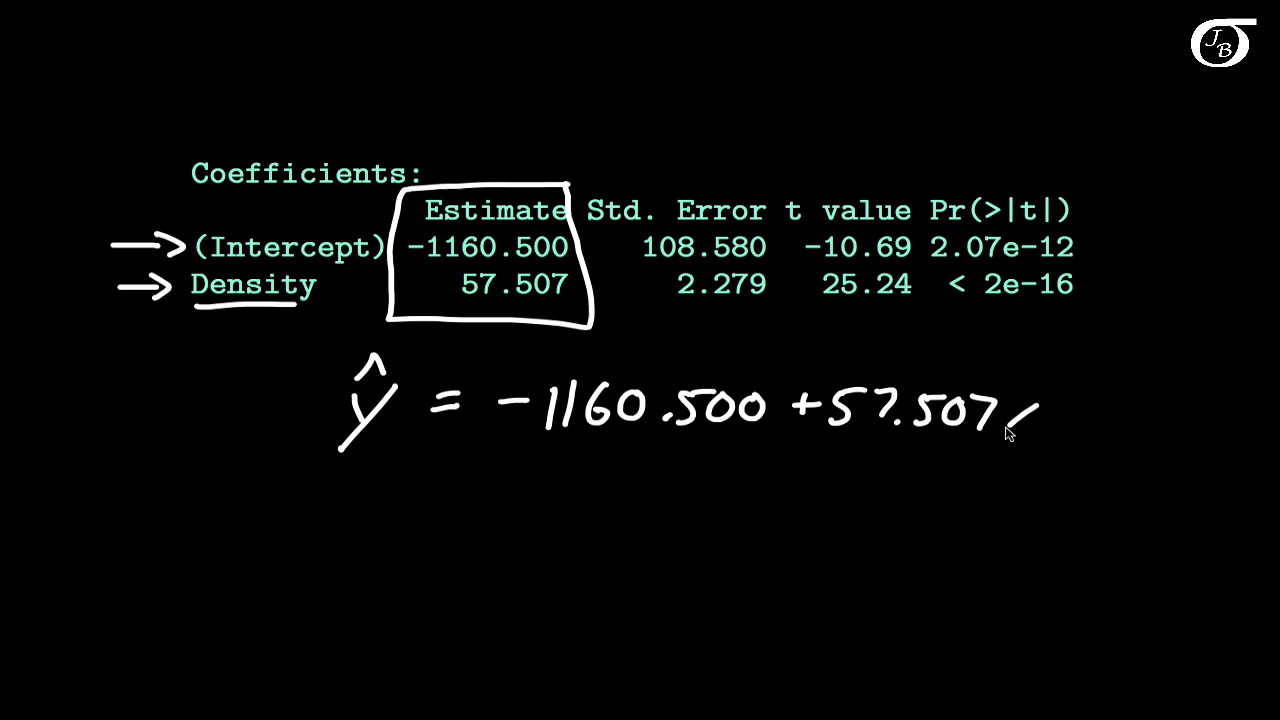 JB
Coefficients:
Estimate Std. Error t value Pr(>|t|)
(Intercept) -1160.500 108.580 -10.69 2.07e-12
Density 57.507 2.279 25.24 < 2e-16
ŷ = -1160.500 + 57.507